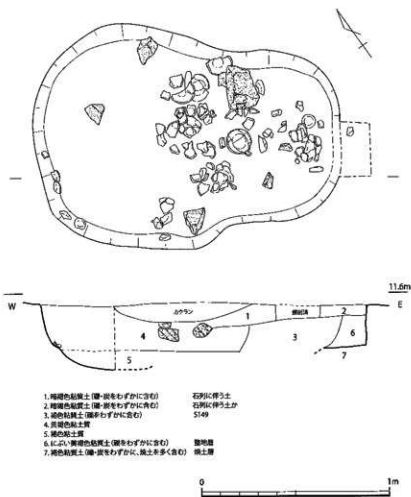 11.6m
W
E
カクラン
1
2
3
4
5
6
7
1. 暗褐色粘質土(礫・炭をわずかに含む) 石列に伴う土
2. 暗褐色粘質土(礫・炭をわずかに含む) 石列に伴う土か
3. 褐色粘質土(礫をわずかに含む) S149
4. 炭褐色土質
5. 褐色粘土質
6. にぶい黄褐色粘質土(礫をわずかに含む) 整地層
7. 褐色粘質土(礫・炭をわずかに、焼土を多く含む) 焼土層
0
1m